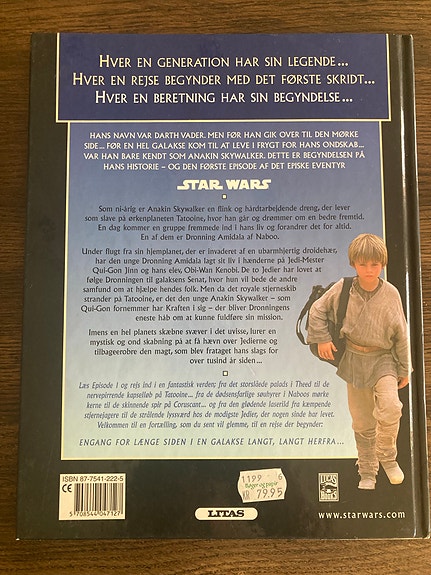 HVER EN GENERATION HAR SIN LEGENDE...
HVER EN REJSE BEGYNDER MED DET FØRSTE SKRIDT...
HVER EN BERETNING HAR SIN BEGYNDELSE...
HANS NAVN VAR DARTH VADER. MEN FØR HAN GIK OVER TIL DEN MØRKE
SIDE... FØR EN HEL GALAKSE KOM TIL AT LEVE I FRYGT FOR HANS ONDSKAB...
VAR HAN BARE KENDT SOM ANAKIN SKYWALKER. DETTE ER BEGYNDELSEN PÅ
HANS HISTORIE – OG DEN FØRSTE EPISODE AF DET EPISKE EVENTYR
STAR WARS
Som ni-årig er Anakin Skywalker en flink og hårdtarbejdende dreng, der lever
som slave på ørkenplaneten Tatooine, hvor han går og drømmer om en bedre fremtid.
En dag kommer en gruppe fremmede ind i hans liv og forandrer det for altid.
En af dem er Dronning Amidala af Naboo.
Under flugt fra sin hjemplanet, der er invaderet af en ubarmhjertig droidehær,
har den unge Dronning Amidala lagt sit liv i hænderne på Jedi-Mester
Qui-Gon Jinn og hans elev, Obi-Wan Kenobi. De to Jedier har lovet at
følge Dronningen til galaksens Senat, hvor hun vil bede de andre
samfund om at hjælpe hendes folk. Men da det royale stjerneskib
strander på Tatooine, er det den unge Anakin Skywalker – som
Qui-Gon fornemmer har Kraften i sig – der bliver Dronningens
eneste håb om at kunne fuldføre sin mission.
Imens en hel planets skæbne svæver i det uvisse, lurer en
mystisk og ond skabning på at få hævn over Jedierne og
tilbageerobre den magt, som blev frataget hans slags for
over tusind år siden...
Læs Episode I og rejs ind i en fantastisk verden; fra det storslåede palads i Theed til de
nervepirrende kapselløb på Tatooine... fra de dødsensfarlige søuhyrer i Naboos mørke
kerne til de skinnende spir på Coruscant... og fra den glødende laserild fra kæmpende
stjernejagere til de strålende lyssværd hos de modigste Jedier, der nogen sinde har levet.
Velkommen til en fortælling, som du sent vil glemme, til en rejse der begynder:
ENGANG FOR LÆNGE SIDEN I EN GALAKSE LANGT, LANGT HERFRA...
ISBN 87-7541-222-5
CE
5 708544 047127
1199 6
Bøger og papir
KR 79.95
LITAS
LUCAS
BOOKS
www.starwars.com